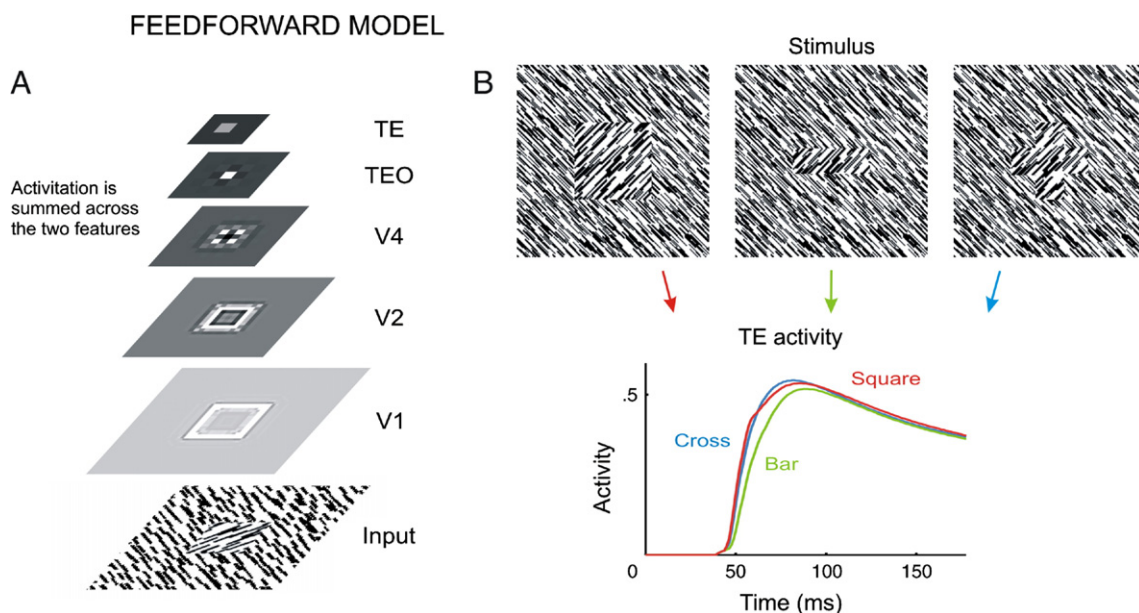 FEEDFORWARD MODEL
A
TE
TEO
Activitation is
summed across
the two features
V4
V2
V1
Input
B
Stimulus
TE activity
.5
Square
Cross
Bar
Activity
0
50
100
150
Time (ms)